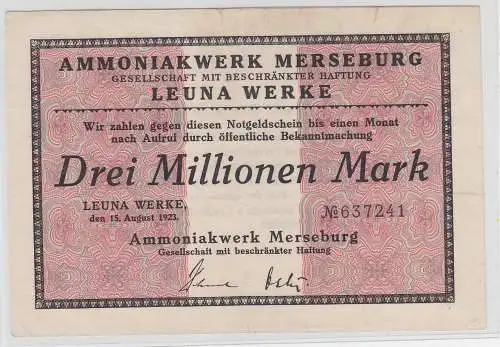 AMMONIAKWERK MERSEBURG
GESELLSCHAFT MIT BESCHRÄNKTER HAFTUNG
LEUNA WERKE
Wir zahlen gegen diesen Notgeldschein bis einen Monat
nach Aufruf durch öffentliche Bekanntmachung
Drei Millionen Mark
LEUNA WERKE,
den 15. August 1923.
№637241
Ammoniakwerk Merseburg
Gesellschaft mit beschränkter Haftung